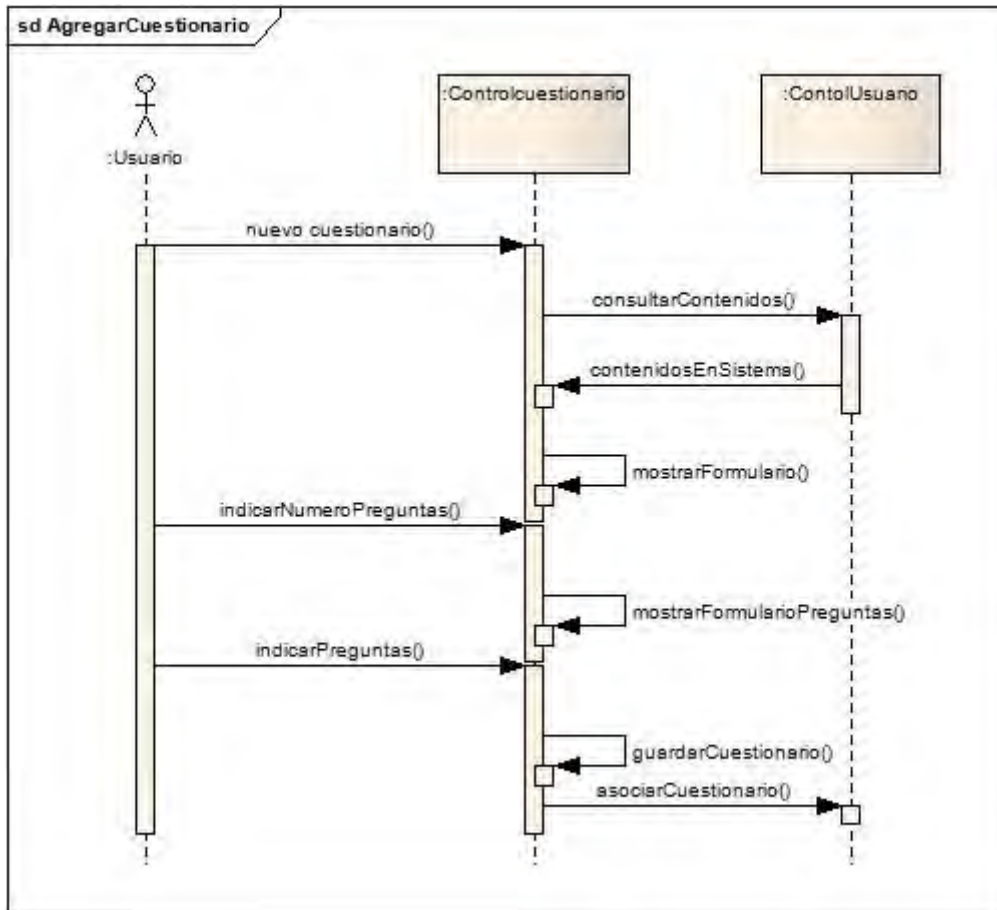 sd AgregarCuestionario
:Usuario
:Controlcuestionario
:ContolUsuario
nuevo cuestionario()
consultarContenidos()
contenidosEnSistema()
mostrarFormulario()
indicarNumeroPreguntas()
mostrarFormularioPreguntas()
indicarPreguntas()
guardarCuestionario()
asociarCuestionario()